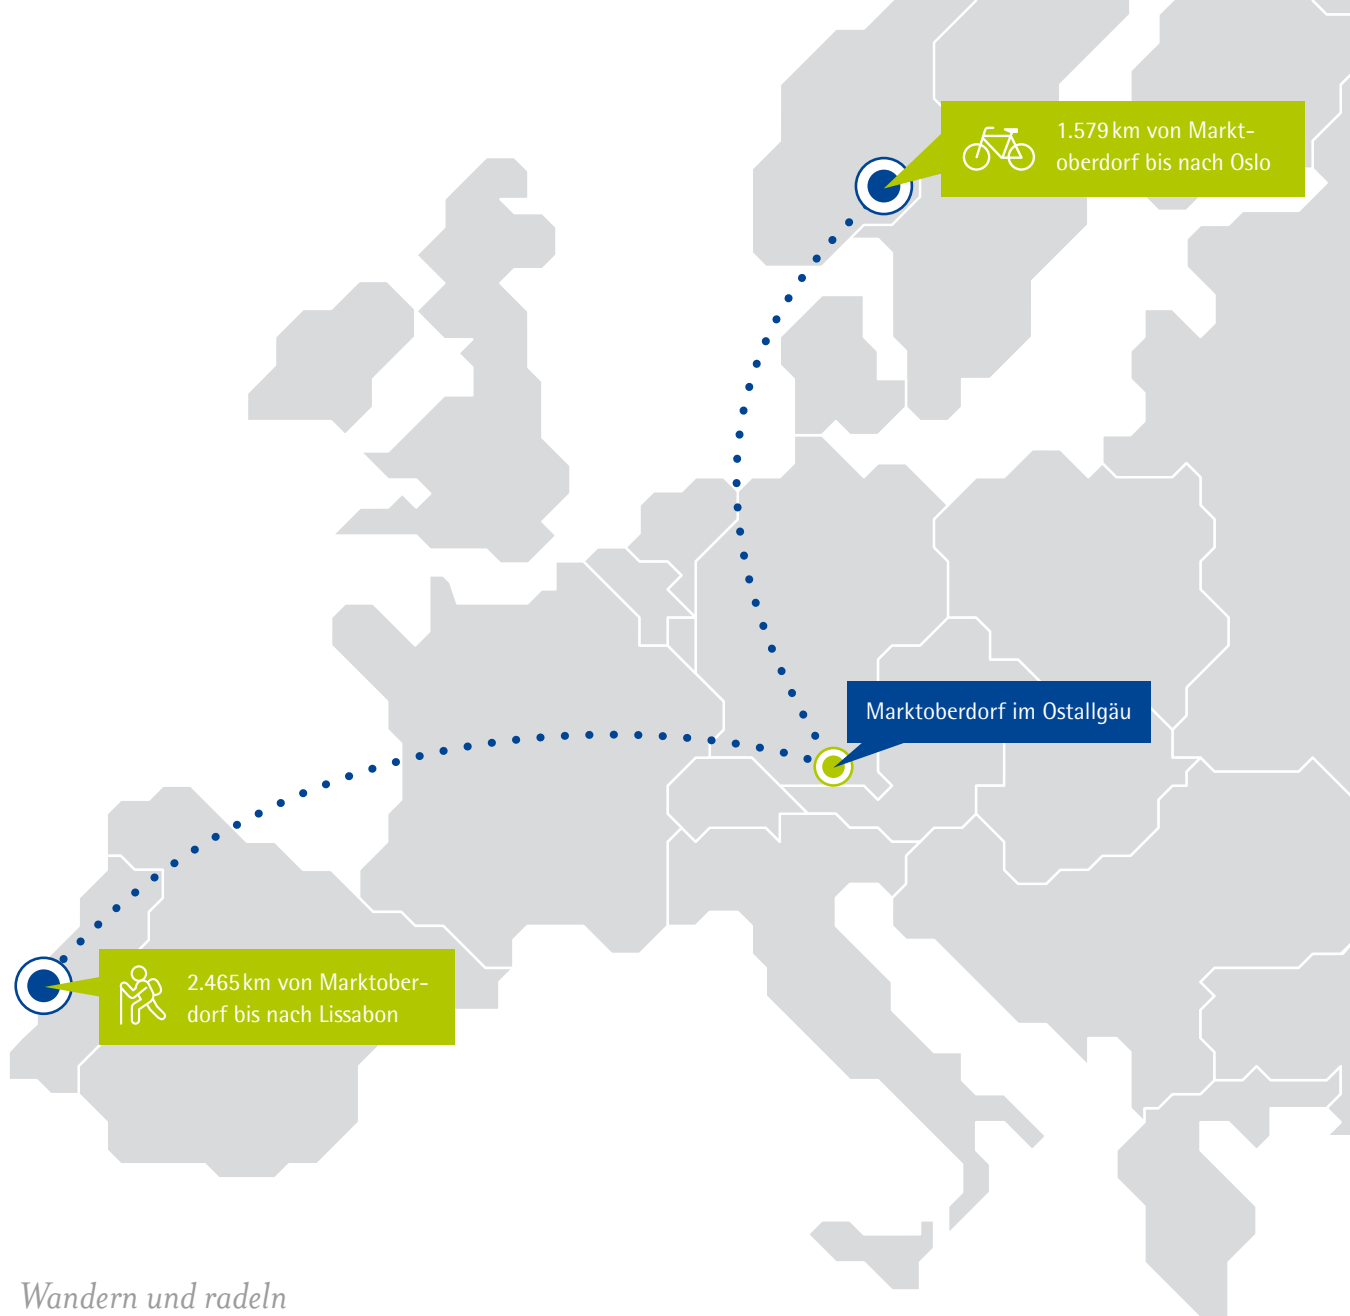 1.579 km von Markt-
oberdorf bis nach Oslo
Marktoberdorf im Ostallgäu
2.465 km von Marktober-
dorf bis nach Lissabon
Wandern und radeln